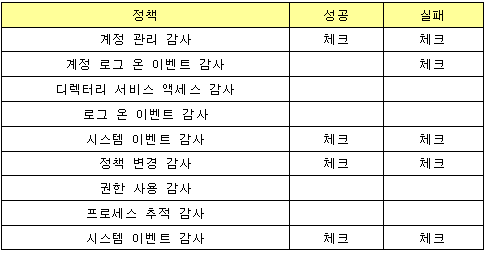 정책 성공 실패
계정 관리 감사 체크 체크
계정 로그 온 이벤트 감사 체크
디렉터리 서비스 액세스 감사
로그 온 이벤트 감사
시스템 이벤트 감사 체크 체크
정책 변경 감사 체크 체크
권한 사용 감사
프로세스 추적 감사
시스템 이벤트 감사 체크 체크